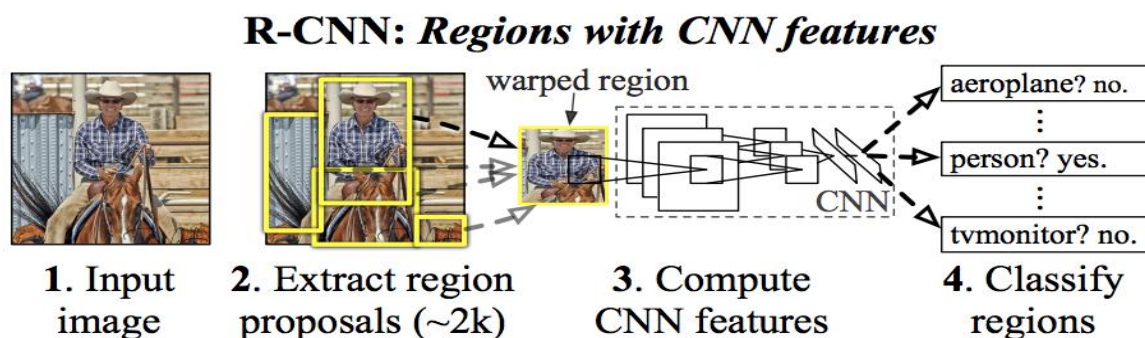 R-CNN: Regions with CNN features
warped region
aeroplane? no.
⋮
person? yes.
⋮
tvmonitor? no.
CNN
1. Input
image
2. Extract region
proposals (~2k)
3. Compute
CNN features
4. Classify
regions